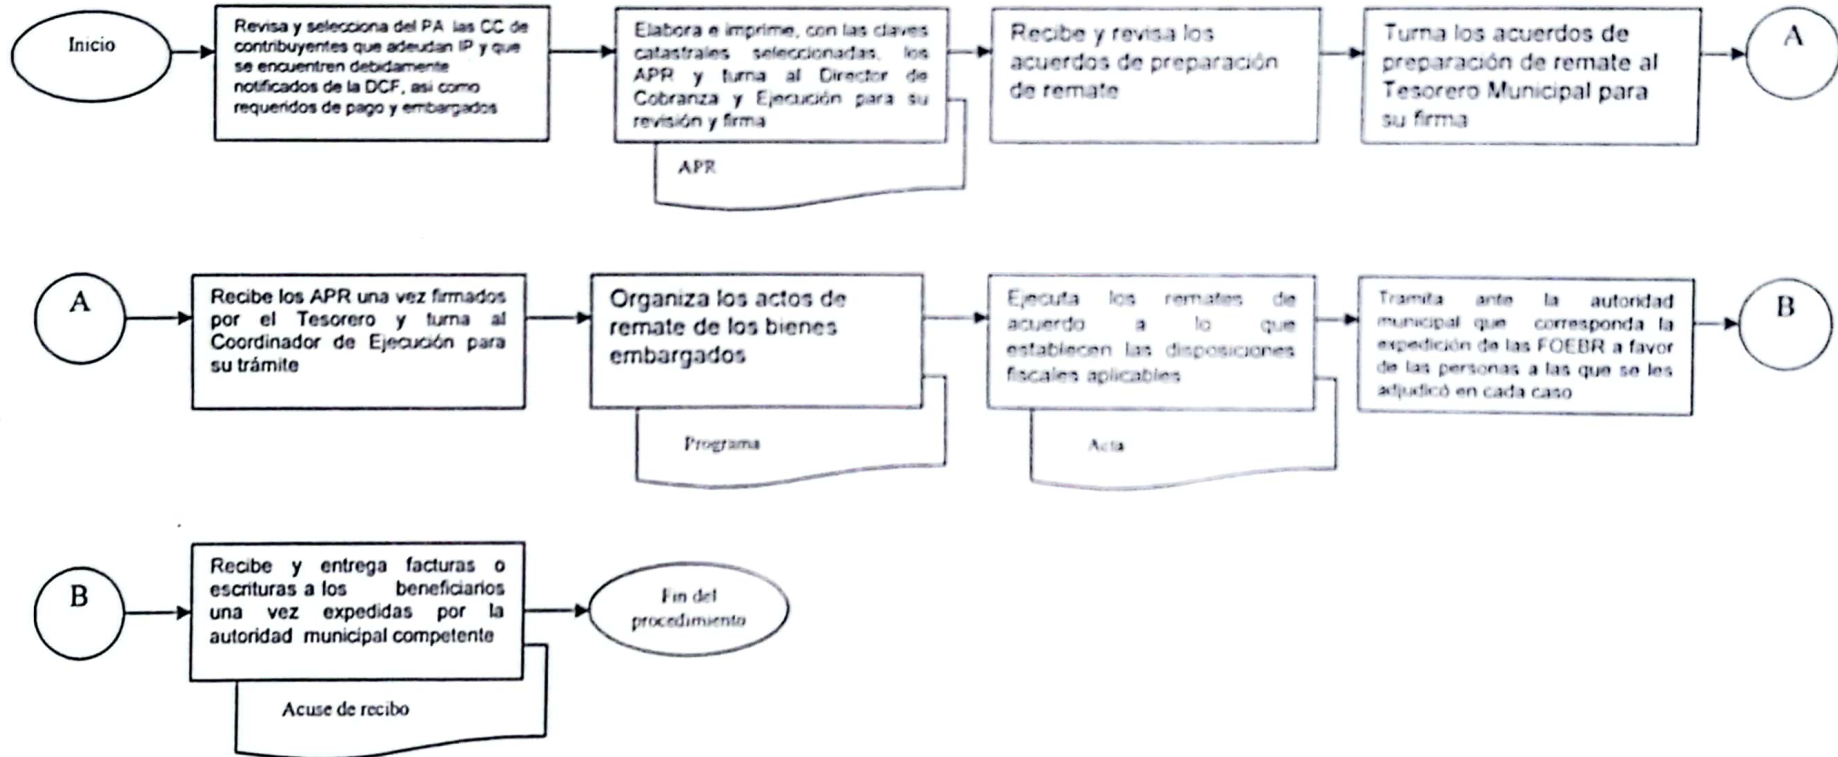 Inicio
Revisa y selecciona del PA las CC de
contribuyentes que adeudan IP y que
se encuentren debidamente
notificados de la DCF, asi como
requeridos de pago y embargados
Elabora e imprime, con las claves
catastrales seleccionadas, los
APR y turna al Director de
Cobranza y Ejecución para su
revisión y firma
APR
Recibe y revisa los
acuerdos de preparación
de remate
Turna los acuerdos de
preparación de remate al
Tesorero Municipal para
su firma
A
A
Recibe los APR una vez firmados
por el Tesorero y turna al
Coordinador de Ejecución para
su trámite
Organiza los actos de
remate de los bienes
embargados
Programa
Ejecuta los remates de
acuerdo a lo que
establecen las disposiciones
fiscales aplicables
Acta
Tramita ante la autoridad
municipal que corresponda la
expedición de las FOEBR a favor
de las personas a las que se les
adjudicó en cada caso
B
B
Recibe y entrega facturas o
escrituras a los beneficiarios
una vez expedidas por la
autoridad municipal competente
Acuse de recibo
Fin del
procedimiento